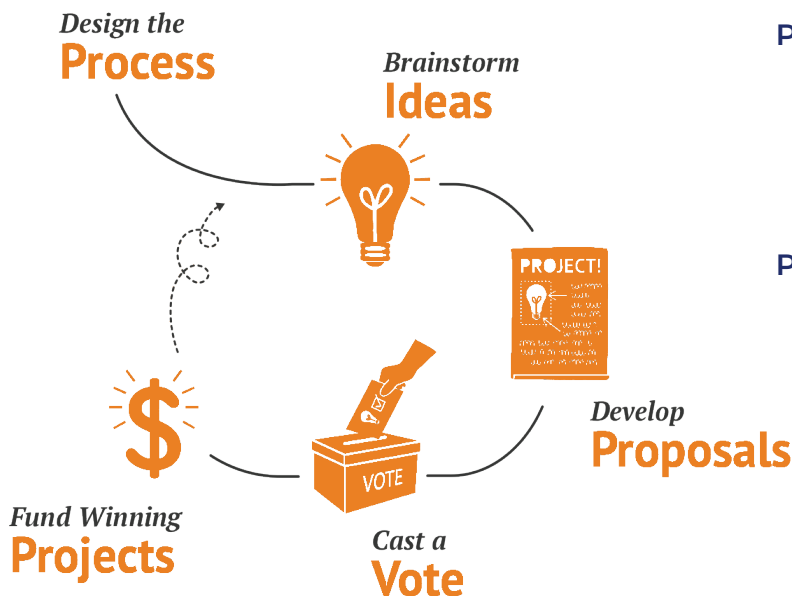 Design the
Process
Brainstorm
Ideas
P
PROJECT!
P
Develop
Proposals
VOTE
Cast a
Vote
Fund Winning
Projects